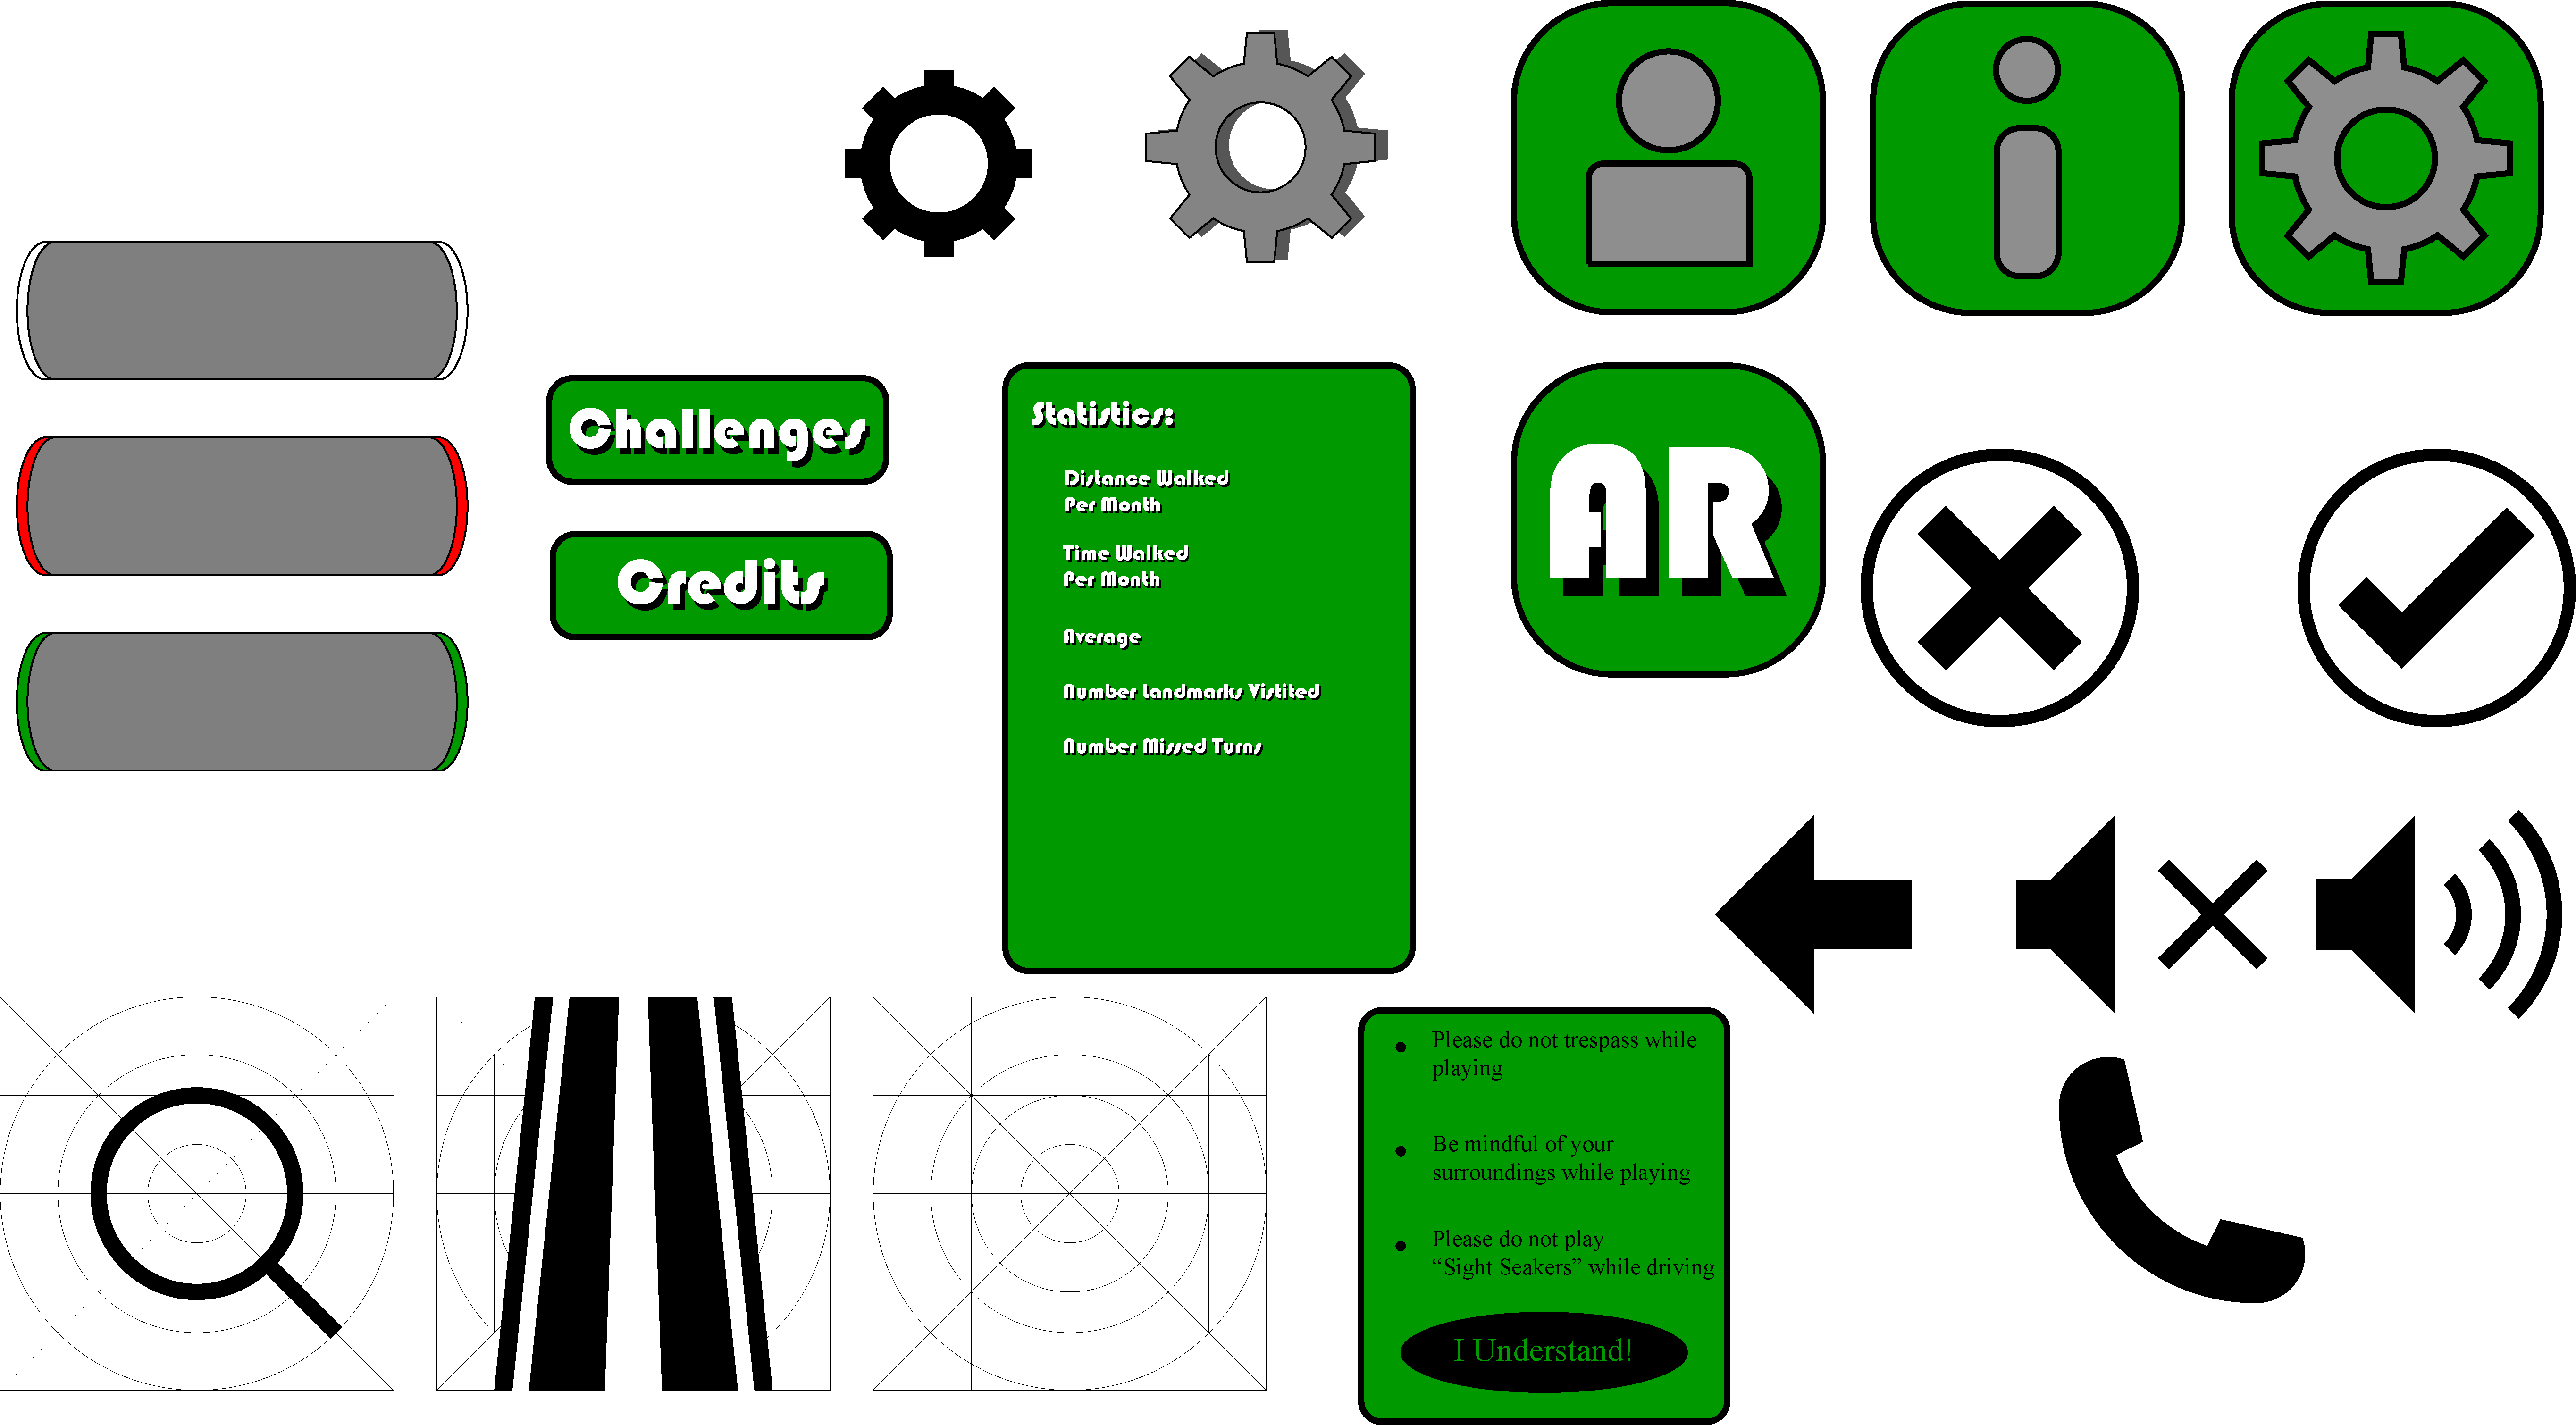 Challenges
Credits
Statistics:
Distance Walked
Per Month
Time Walked
Per Month
Average
Number Landmarks Vistited
Number Missed Turns
AR
• Please do not trespass while
playing
• Be mindful of your
surroundings while playing
• Please do not play
“Sight Seakers” while driving
I Understand!